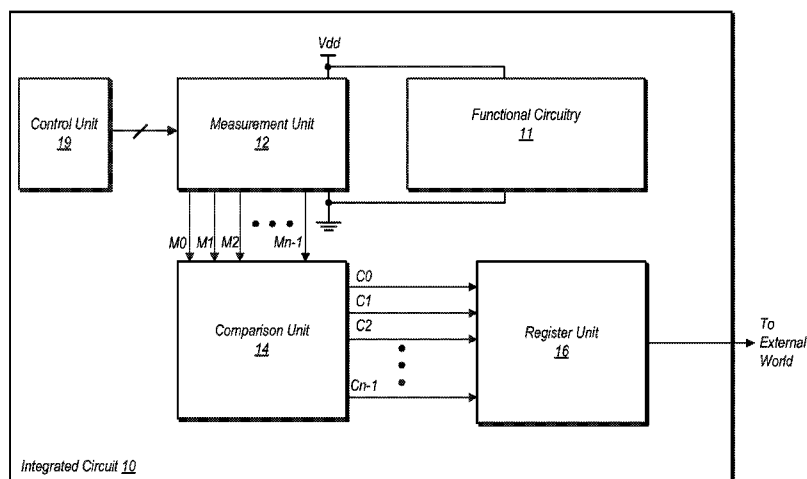 Vdd
Control Unit
19
Measurement Unit
12
Functional Circuitry
11
M0 M1 M2 Mn-1
Comparison Unit
14
C0
C1
C2
Cn-1
Register Unit
16
To
External
World
Integrated Circuit 10